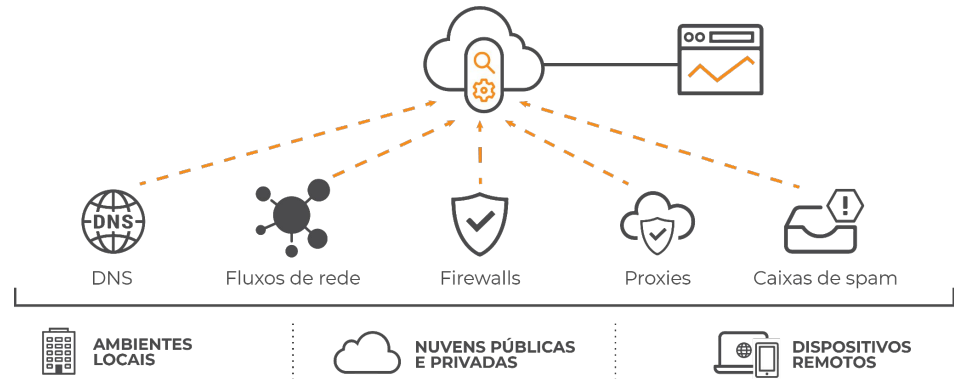 DNS
DNS
Fluxos de rede
Firewalls
Proxies
Caixas de spam
AMBIENTES
LOCAIS
NUVENS PÚBLICAS
E PRIVADAS
DISPOSITIVOS
REMOTOS